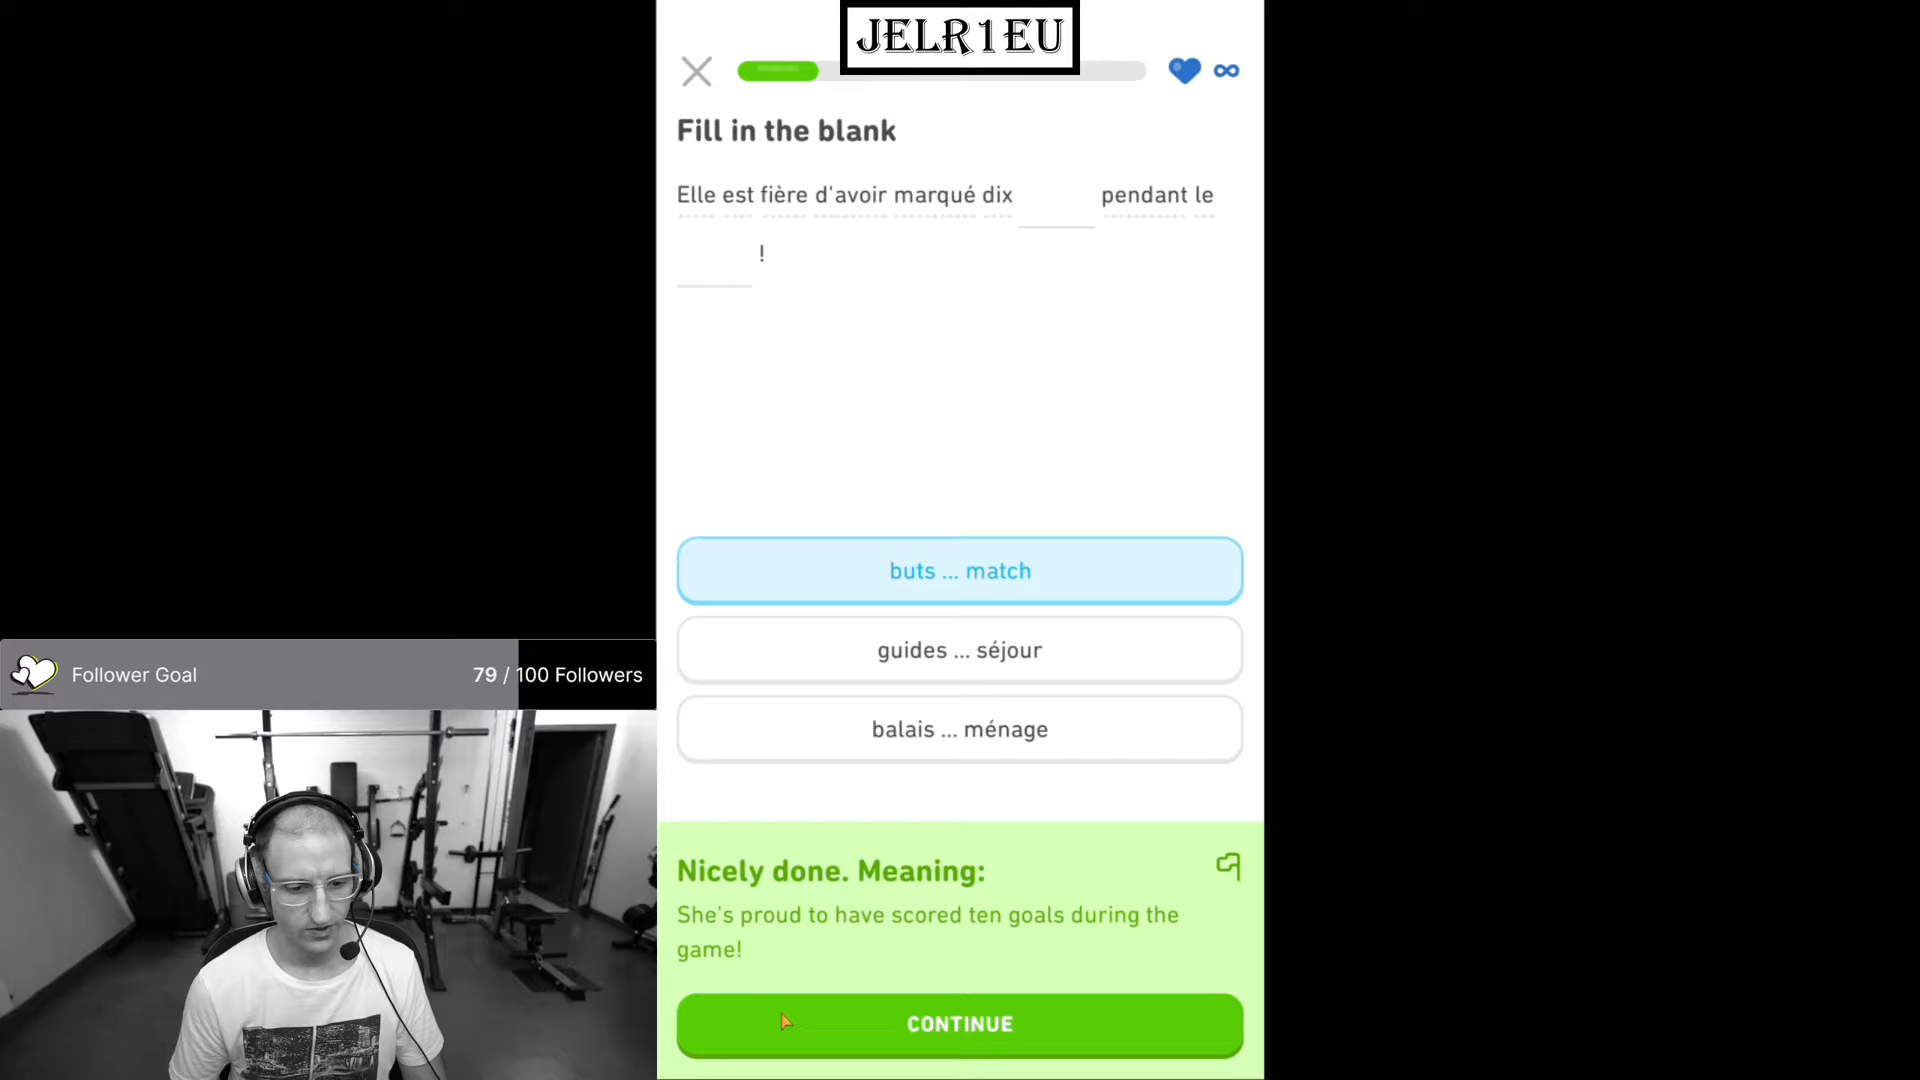 JELR1EU
Fill in the blank
Elle est fière d'avoir marqué dix pendant le
!
buts ... match
guides ... séjour
balais ... ménage
Follower Goal 79 / 100 Followers
Nicely done. Meaning:
She's proud to have scored ten goals during the
game!
CONTINUE